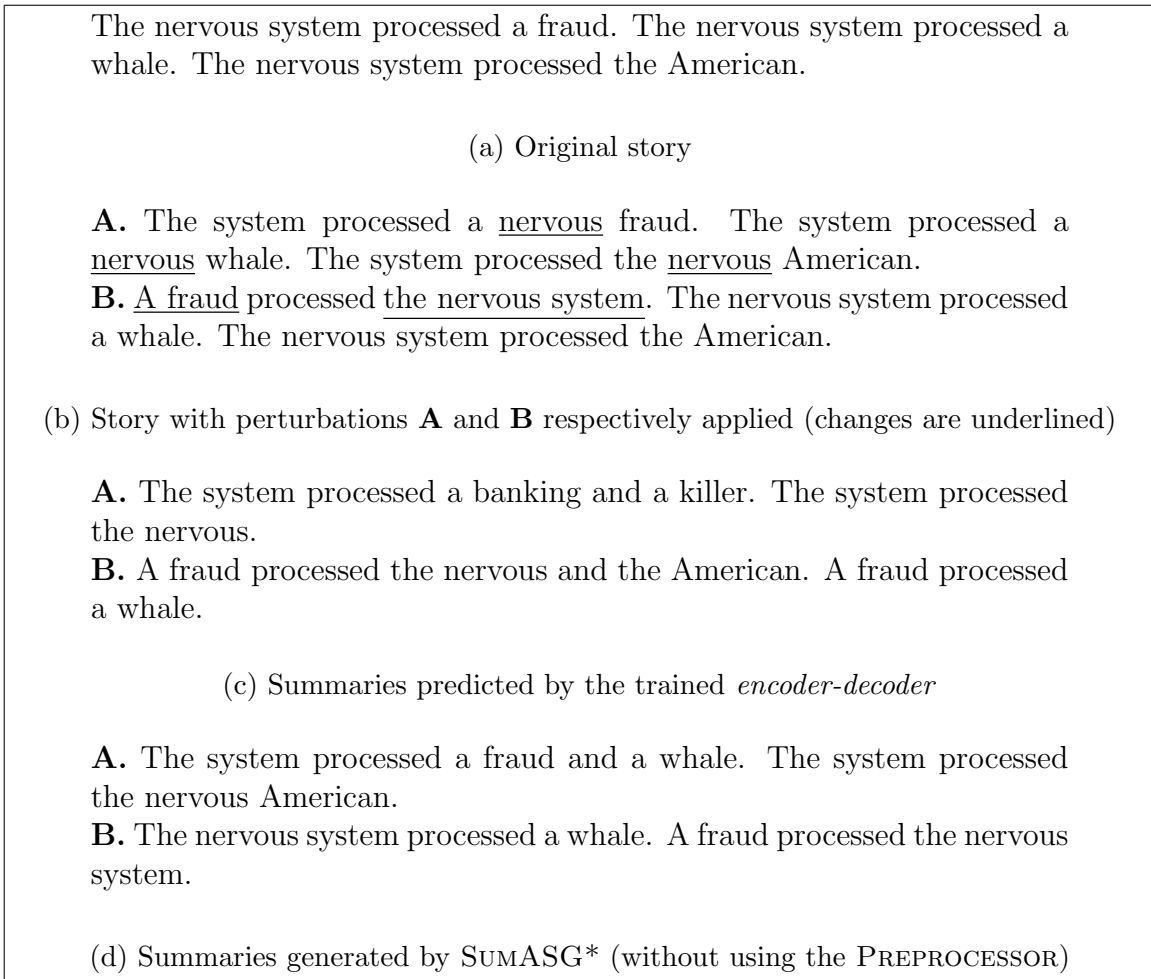 The nervous system processed a fraud. The nervous system processed a
whale. The nervous system processed the American.
(a) Original story
A. The system processed a nervous fraud. The system processed a
nervous whale. The system processed the nervous American.
B. A fraud processed the nervous system. The nervous system processed
a whale. The nervous system processed the American.
(b) Story with perturbations A and B respectively applied (changes are underlined)
A. The system processed a banking and a killer. The system processed
the nervous.
B. A fraud processed the nervous and the American. A fraud processed
a whale.
(c) Summaries predicted by the trained encoder-decoder
A. The system processed a fraud and a whale. The system processed
the nervous American.
B. The nervous system processed a whale. A fraud processed the nervous
system.
(d) Summaries generated by SUMASG* (without using the PREPROCESSOR)